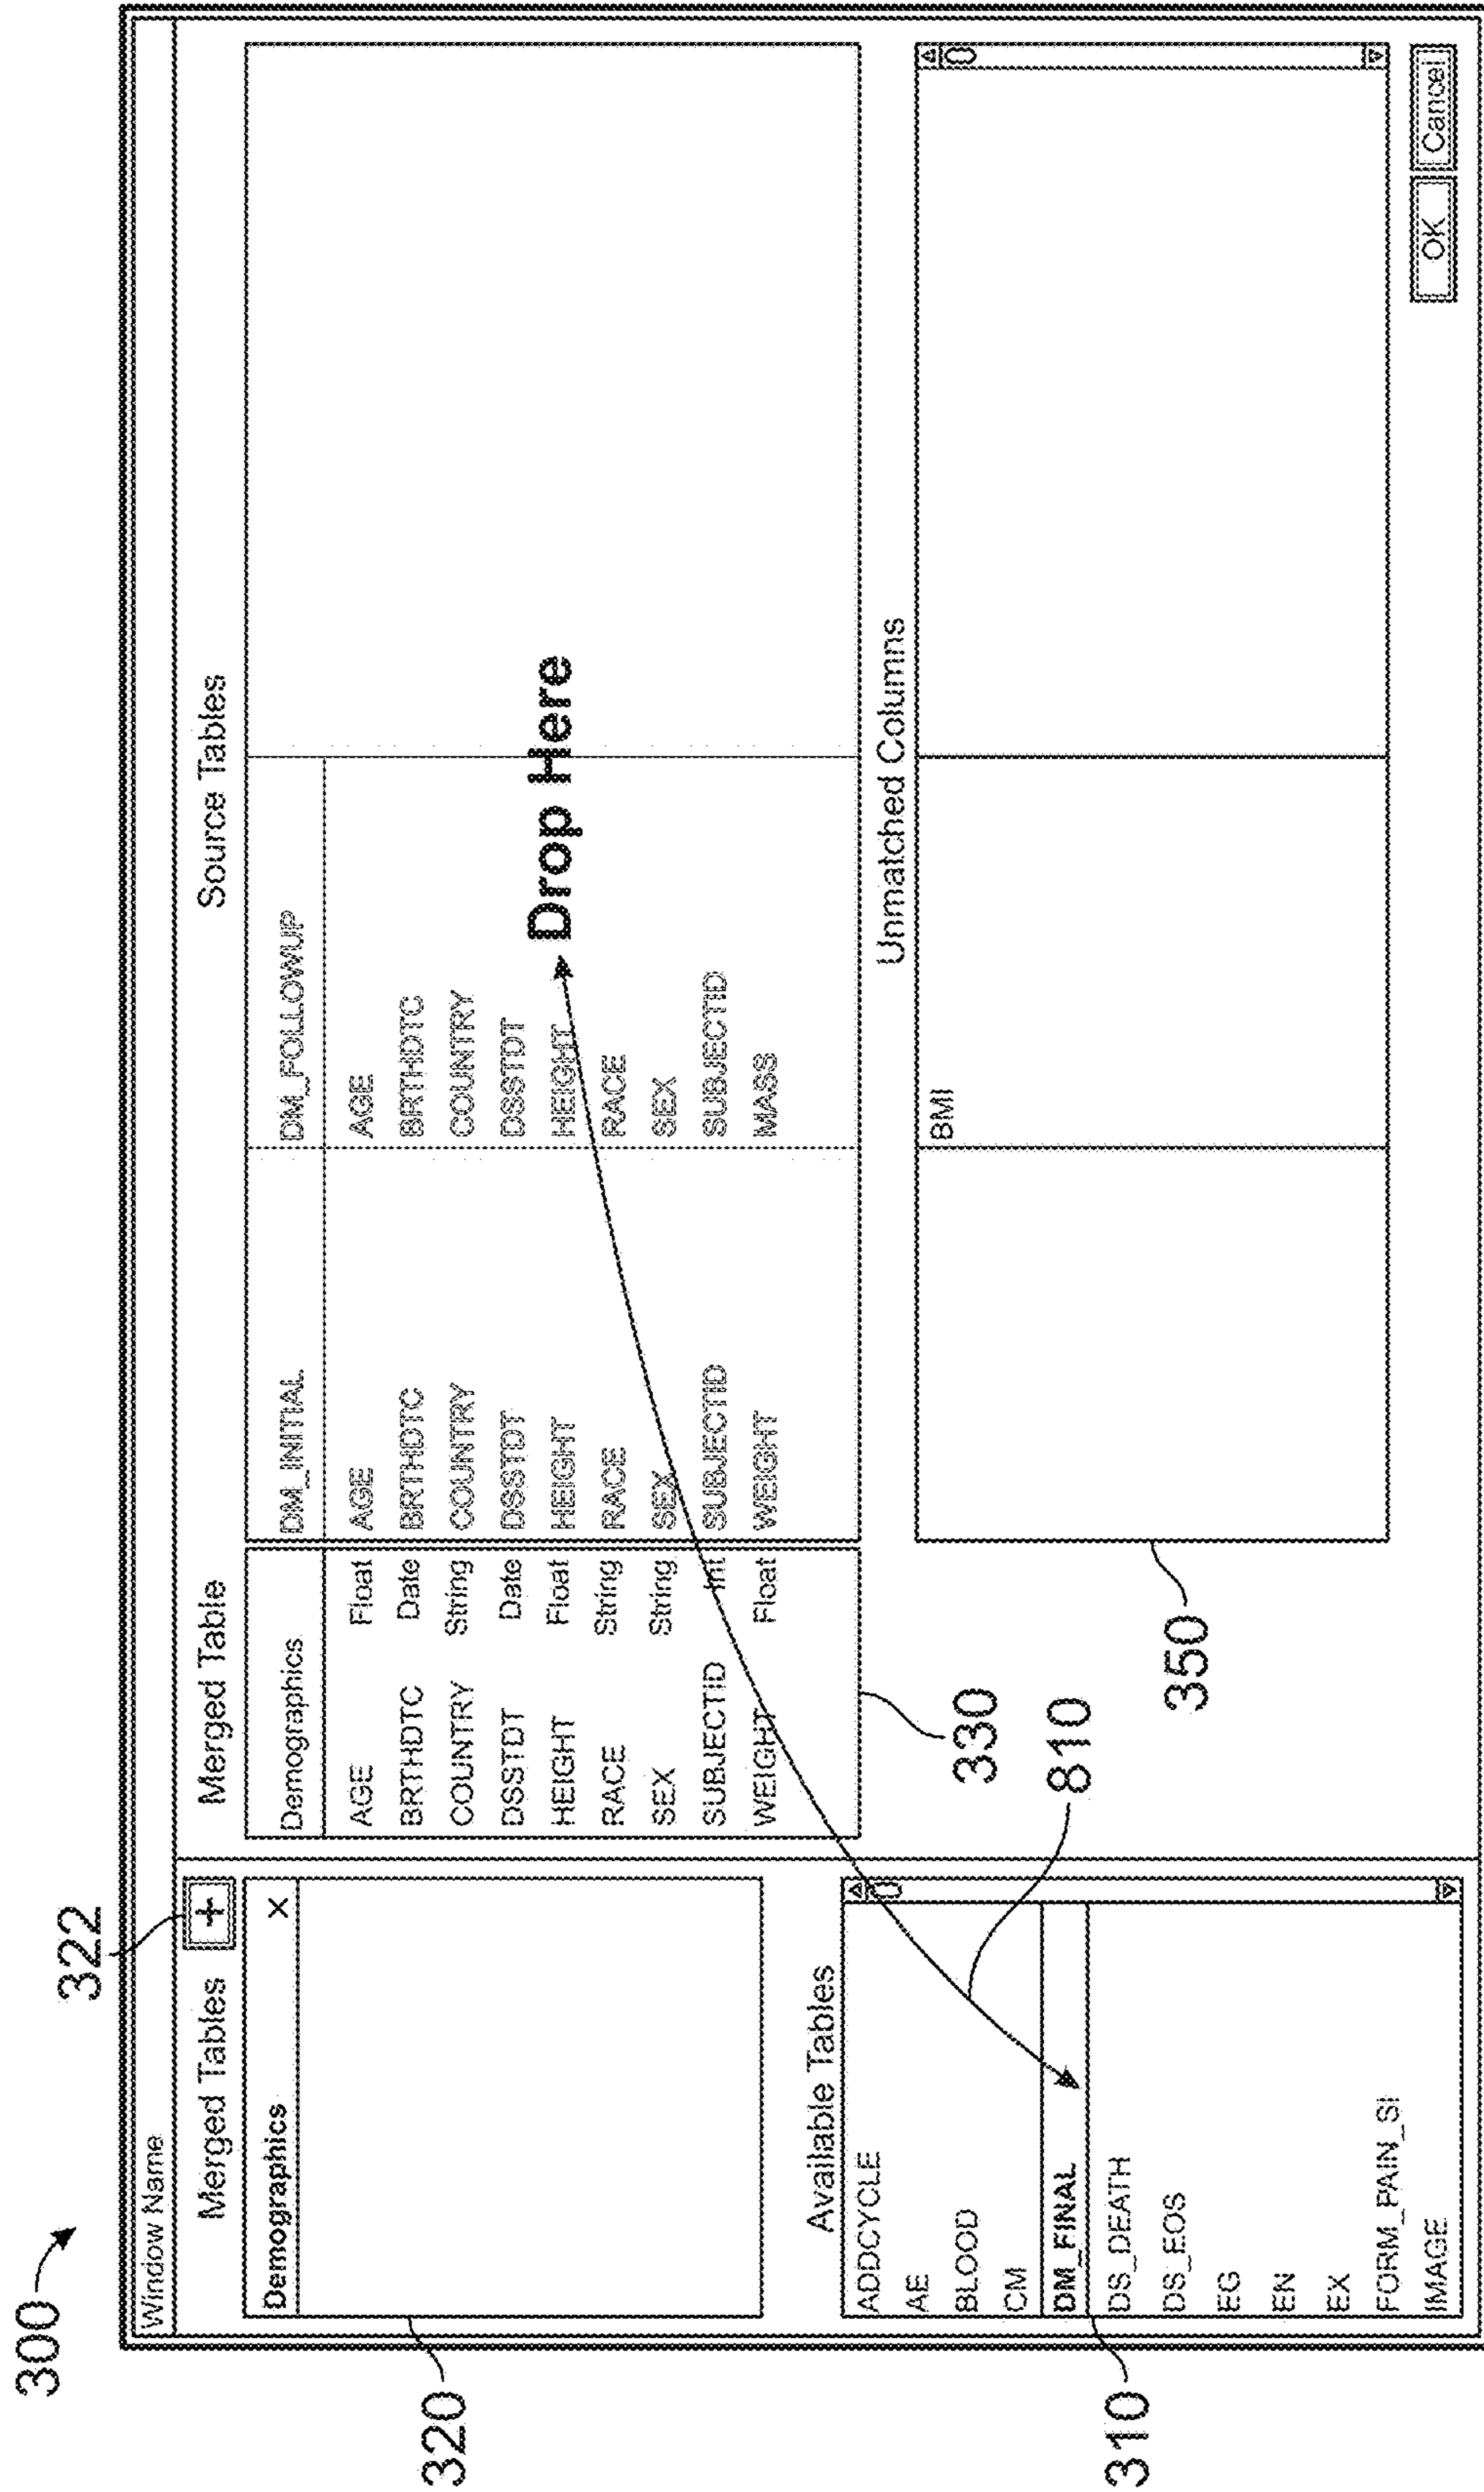 300
322
Window Name
Merged Tables +
Demographics X
320
Available Tables
ADDCYCLE
AE
BLOOD
CM
DM_FINAL
DS_DEATH
DS_EOS
EG
EN
EX
FORM_PAIN_SI
IMAGE
310
810
Merged Table
Demographics
AGE Float
BRTHDTC Date
COUNTRY String
DSSTDT Date
HEIGHT Float
RACE String
SEX String
SUBJECTID Int
WEIGHT Float
330
Source Tables
DM_INITIAL DM_FOLLOWUP
AGE AGE
BRTHDTC BRTHDTC
COUNTRY COUNTRY
DSSTDT DSSTDT
HEIGHT HEIGHT
RACE RACE
SEX SEX
SUBJECTID SUBJECTID
WEIGHT MASS
Drop Here
Unmatched Columns
BMI
350
OK Cancel